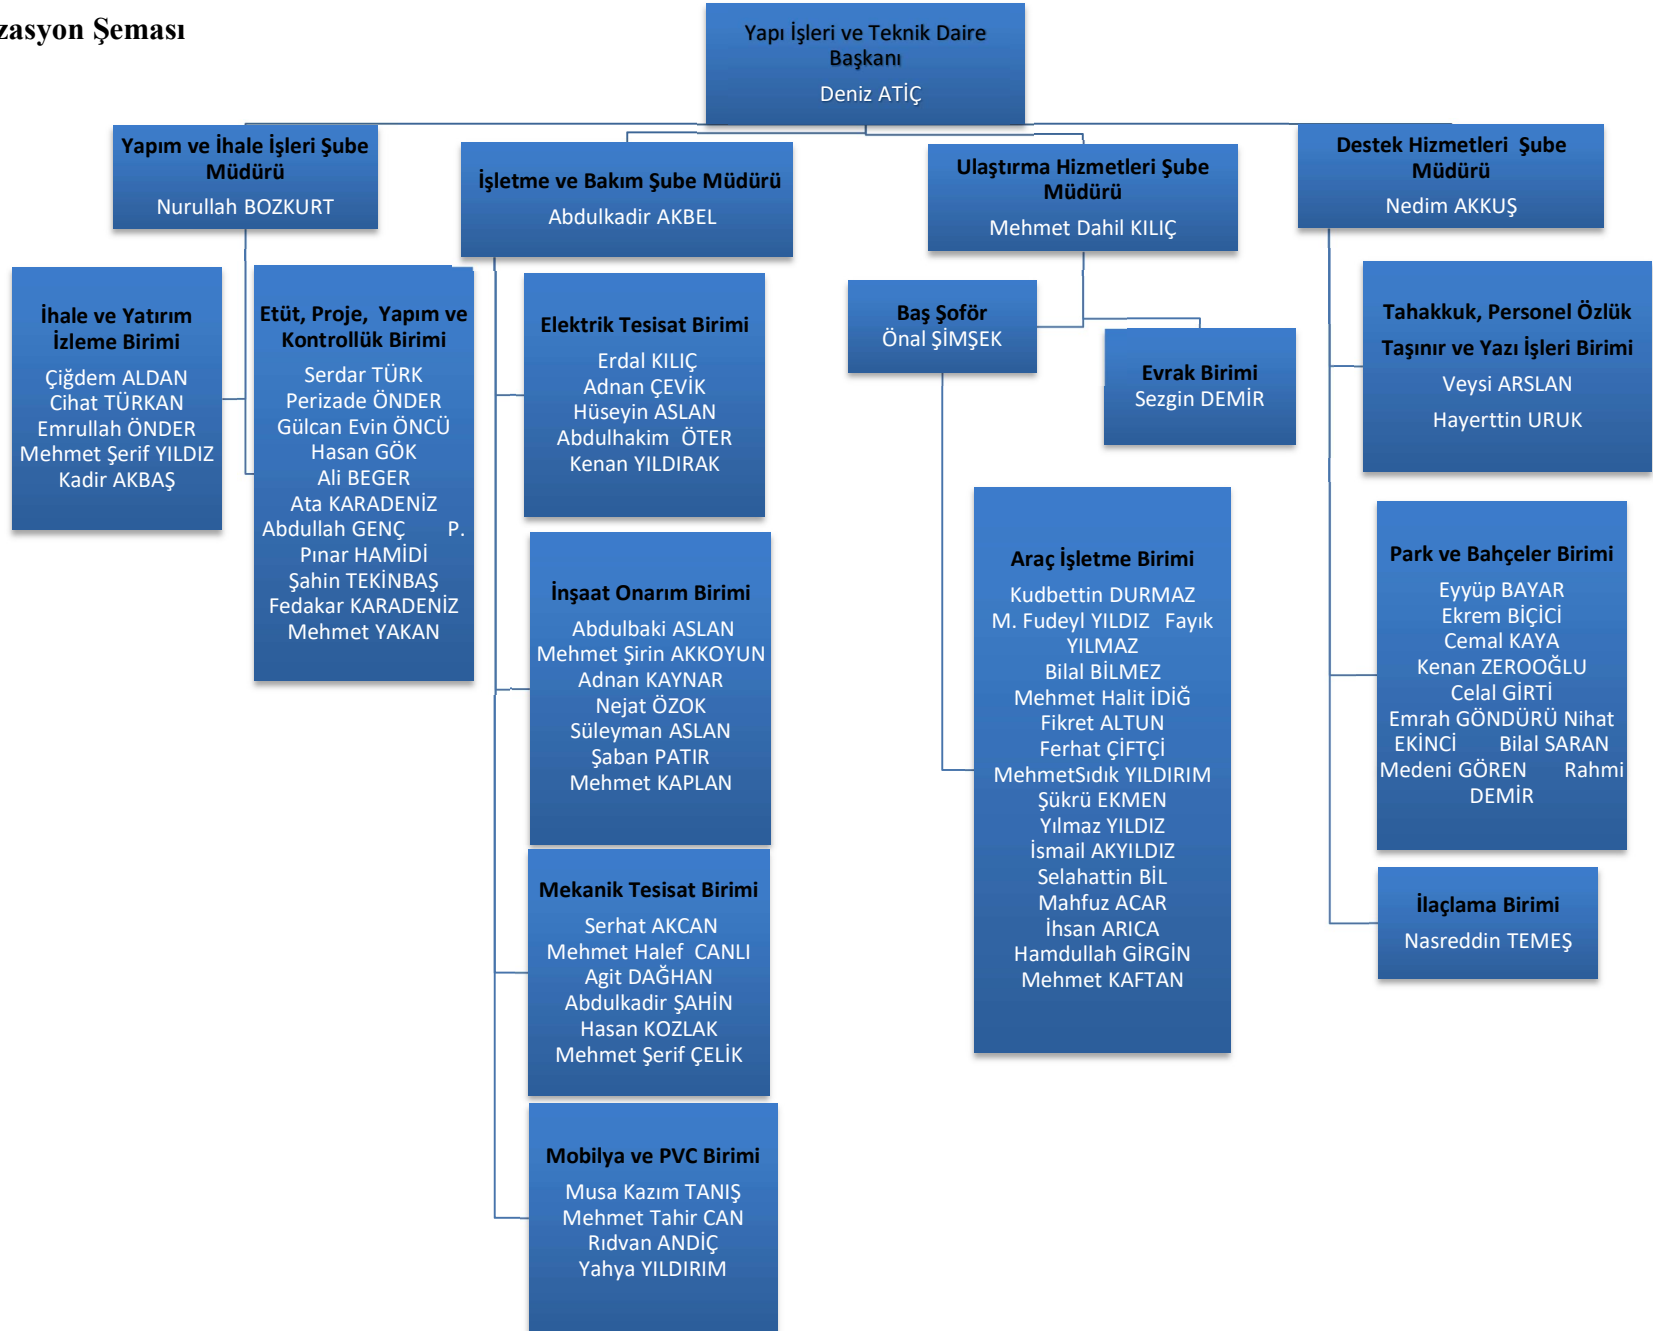 zasyon Şeması
Yapı İşleri ve Teknik Daire
Başkanı
Deniz ATİÇ
Yapım ve İhale İşleri Şube
Müdürü
Nurullah BOZKURT
İşletme ve Bakım Şube Müdürü
Abdulkadir AKBEL
Ulaştırma Hizmetleri Şube
Müdürü
Mehmet Dahil KILIÇ
Destek Hizmetleri  Şube
Müdürü
Nedim AKKUŞ
İhale ve Yatırım
İzleme Birimi
Çiğdem ALDAN
Cihat TÜRKAN
Emrullah ÖNDER
Mehmet Şerif YILDIZ
Kadir AKBAŞ
Etüt, Proje,  Yapım ve
Kontrollük Birimi
Serdar TÜRK
Perizade ÖNDER
Gülcan Evin ÖNCÜ
Hasan GÖK
Ali BEGER
Ata KARADENİZ
Abdullah GENÇ      P.
Pınar HAMİDİ
Şahin TEKİNBAŞ
Fedakar KARADENİZ
Mehmet YAKAN
Elektrik Tesisat Birimi
Erdal KILIÇ
Adnan ÇEVİK
Hüseyin ASLAN
Abdulhakim  ÖTER
Kenan YILDIRAK
İnşaat Onarım Birimi
Abdulbaki ASLAN
Mehmet Şirin AKKOYUN
Adnan KAYNAR
Nejat ÖZOK
Süleyman ASLAN
Şaban PATIR
Mehmet KAPLAN
Mekanik Tesisat Birimi
Serhat AKCAN
Mehmet Halef  CANLI
Agit DAĞHAN
Abdulkadir ŞAHİN
Hasan KOZLAK
Mehmet Şerif ÇELİK
Mobilya ve PVC Birimi
Musa Kazım TANIŞ
Mehmet Tahir CAN
Rıdvan ANDİÇ
Yahya YILDIRIM
Baş Şoför
Önal ŞİMŞEK
Evrak Birimi
Sezgin DEMİR
Araç İşletme Birimi
Kudbettin DURMAZ
M. Fudeyl YILDIZ   Fayık
YILMAZ
Bilal BİLMEZ
Mehmet Halit İDİĞ
Fikret ALTUN
Ferhat ÇİFTÇİ
MehmetSıdık YILDIRIM
Şükrü EKMEN
Yılmaz YILDIZ
İsmail AKYILDIZ
Selahattin BİL
Mahfuz ACAR
İhsan ARICA
Hamdullah GİRGİN
Mehmet KAFTAN
Tahakkuk, Personel Özlük
Taşınır ve Yazı İşleri Birimi
Veysi ARSLAN
Hayerttin URUK
Park ve Bahçeler Birimi
Eyyüp BAYAR
Ekrem BİÇİCİ
Cemal KAYA
Kenan ZEROOĞLU
Celal GİRTİ
Emrah GÖNDÜRÜ Nihat
EKİNCİ      Bilal SARAN
Medeni GÖREN     Rahmi
DEMİR
İlaçlama Birimi
Nasreddin TEMEŞ